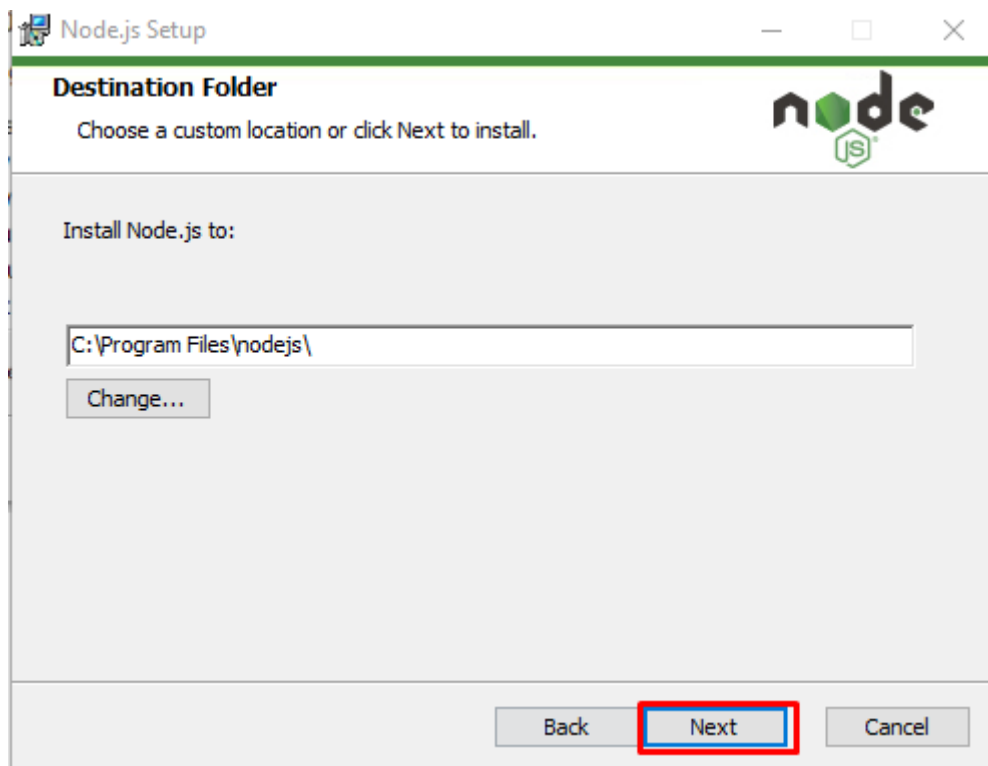 Node.js Setup
Destination Folder
Choose a custom location or click Next to install.
node
JS
Install Node.js to:
C:\Program Files\nodejs\
Change...
Back Next Cancel